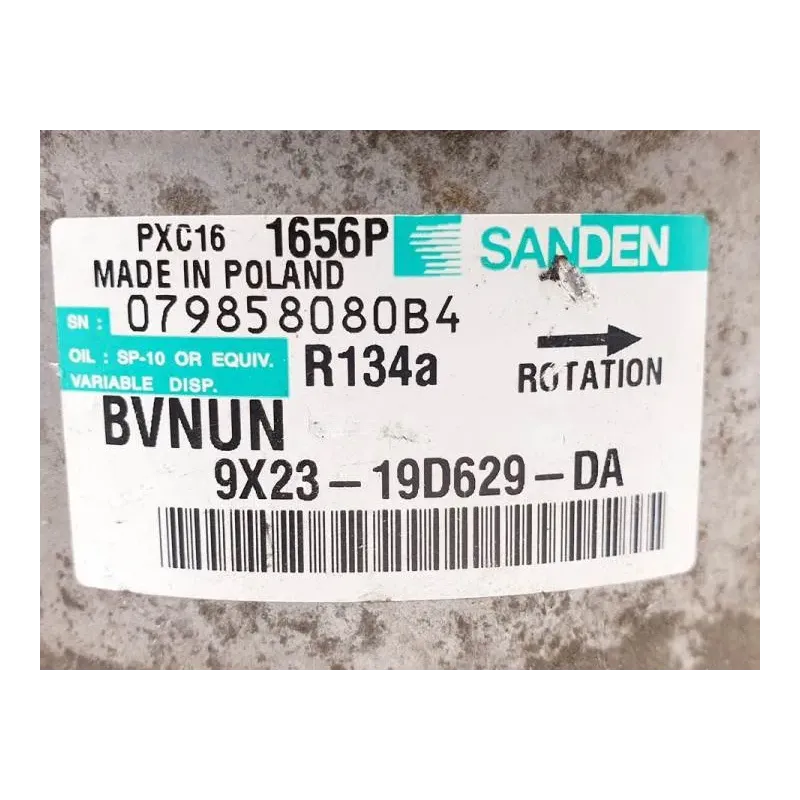 PXC16 1656P SANDEN
MADE IN POLAND
SN : 079858080B4
OIL : SP-10 OR EQUIV. R134a
VARIABLE DISP. ROTATION
BVNUN
9X23-19D629-DA